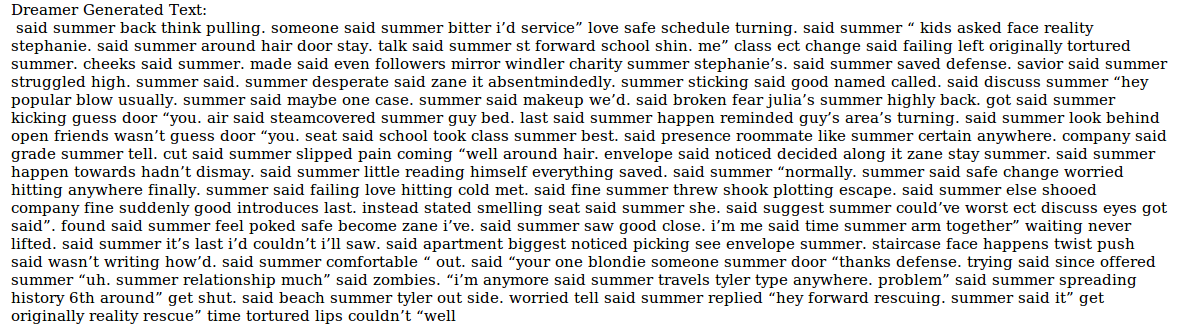 Dreamer Generated Text:
said summer back think pulling. someone said summer bitter i’d service” love safe schedule turning. said summer “ kids asked face reality
stephanie. said summer around hair door stay. talk said summer st forward school shin. me” class ect change said failing left originally tortured
summer. cheeks said summer. made said even followers mirror windler charity summer stephanie’s. said summer saved defense. savior said summer
struggled high. summer said. summer desperate said zane it absentmindedly. summer sticking said good named called. said discuss summer “hey
popular blow usually. summer said maybe one case. summer said makeup we’d. said broken fear julia’s summer highly back. got said summer
kicking guess door “you. air said steamcovered summer guy bed. last said summer happen reminded guy’s area’s turning. said summer look behind
open friends wasn’t guess door “you. seat said school took class summer best. said presence roommate like summer certain anywhere. company said
grade summer tell. cut said summer slipped pain coming “well around hair. envelope said noticed decided along it zane stay summer. said summer
happen towards hadn’t dismay. said summer little reading himself everything saved. said summer “normally. summer said safe change worried
hitting anywhere finally. summer said failing love hitting cold met. said fine summer threw shook plotting escape. said summer else shooed
company fine suddenly good introduces last. instead stated smelling seat said summer she. said suggest summer could’ve worst ect discuss eyes got
said”. found said summer feel poked safe become zane i’ve. said summer saw good close. i’m me said time summer arm together” waiting never
lifted. said summer it’s last i’d couldn’t i’ll saw. said apartment biggest noticed picking see envelope summer. staircase face happens twist push
said wasn’t writing how’d. said summer comfortable “ out. said “your one blondie someone summer door “thanks defense. trying said since offered
summer “uh. summer relationship much” said zombies. “i’m anymore said summer travels tyler type anywhere. problem” said summer spreading
history 6th around” get shut. said beach summer tyler out side. worried tell said summer replied “hey forward rescuing. summer said it” get
originally reality rescue” time tortured lips couldn’t “well